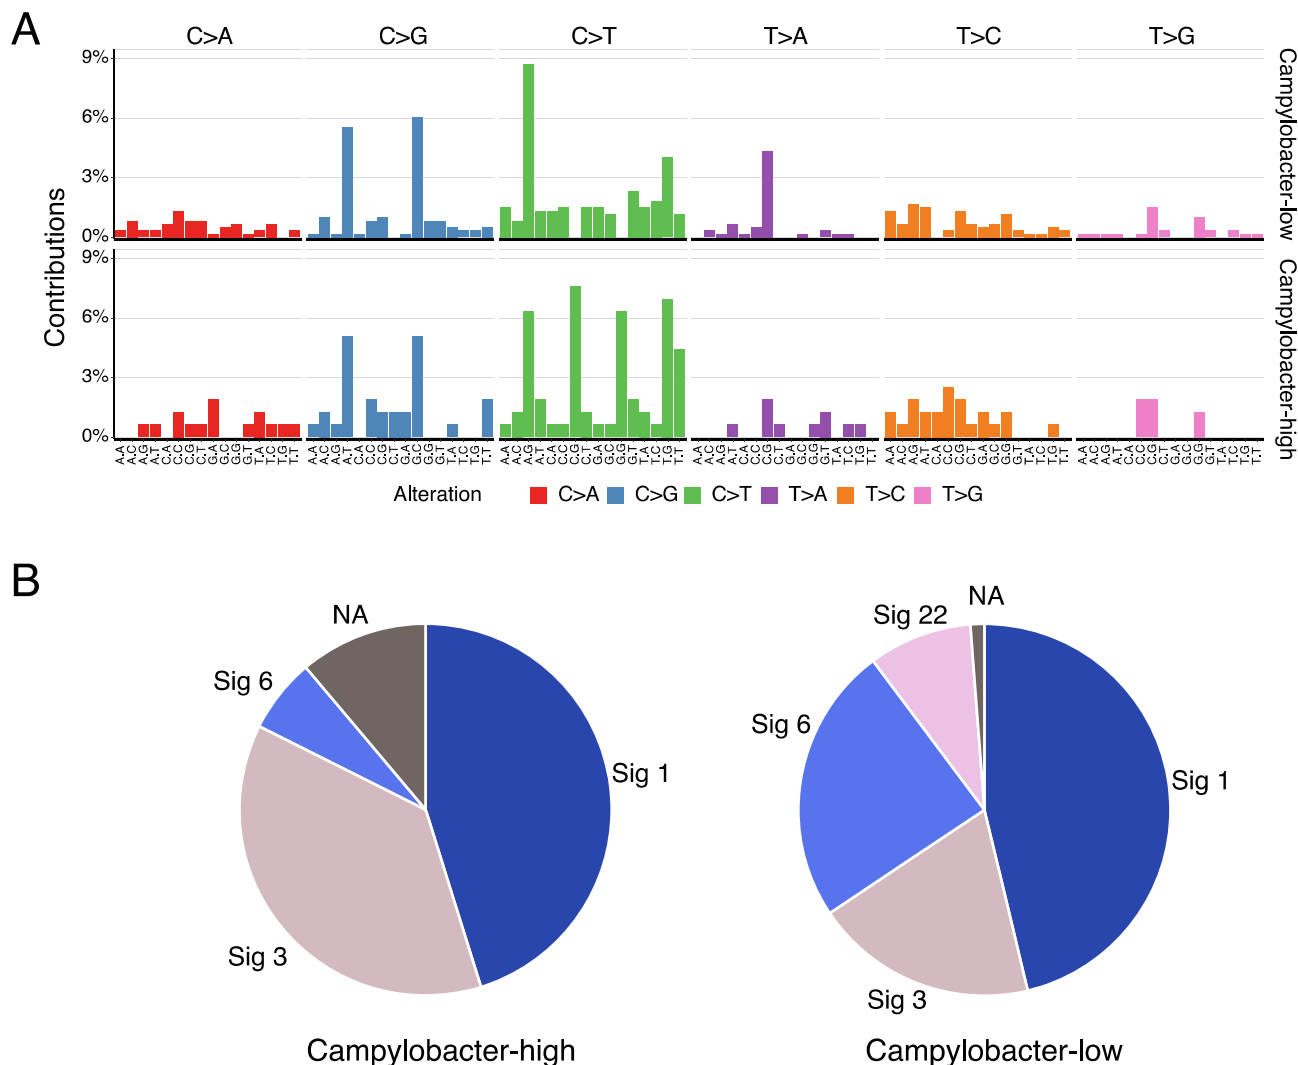 A
C>A C>G C>T T>A T>C T>G
Contributions
9%
6%
3%
0%
Campylobacter-low
9%
6%
3%
0%
Campylobacter-high
A.A A.C A.G A.T C.A C.C C.G C.T G.A G.C G.G G.T T.A T.C T.G T.T A.A A.C A.G A.T C.A C.C C.G C.T G.A G.C G.G G.T T.A T.C T.G T.T A.A A.C A.G A.T C.A C.C C.G C.T G.A G.C G.G G.T T.A T.C T.G T.T A.A A.C A.G A.T C.A C.C C.G C.T G.A G.C G.G G.T T.A T.C T.G T.T A.A A.C A.G A.T C.A C.C C.G C.T G.A G.C G.G G.T T.A T.C T.G T.T A.A A.C A.G A.T C.A C.C C.G C.T G.A G.C G.G G.T T.A T.C T.G T.T
Alteration C>A C>G C>T T>A T>C T>G
B
NA
Sig 6
Sig 1
Sig 3
Campylobacter-high
NA
Sig 22
Sig 6
Sig 1
Sig 3
Campylobacter-low